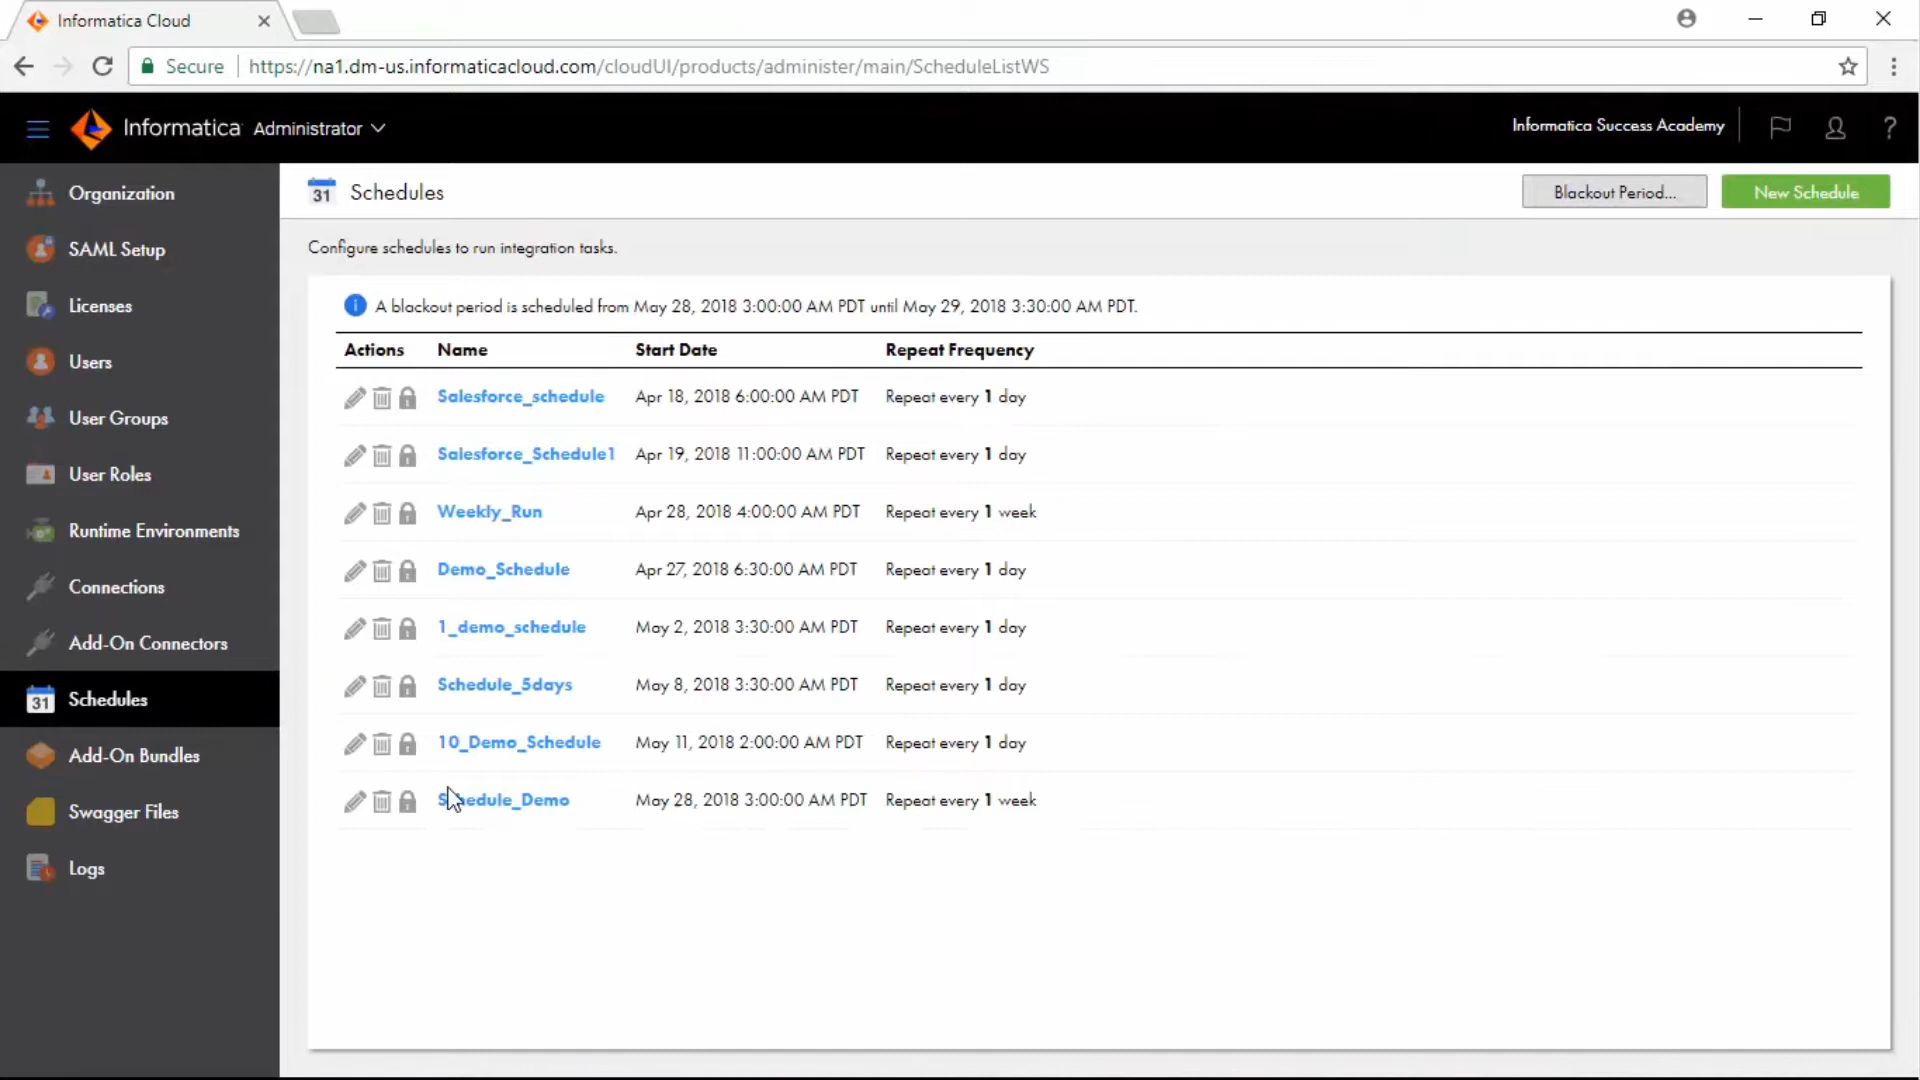 Informatica Cloud
Secure https://na1.dm-us.informaticacloud.com/cloudUI/products/administer/main/ScheduleListWS
Informatica Administrator
Informatica Success Academy ?
Organization
SAML Setup
Licenses
Users
User Groups
User Roles
Runtime Environments
Connections
Add-On Connectors
31 Schedules
Add-On Bundles
Swagger Files
Logs
31 Schedules
Blackout Period... New Schedule
Configure schedules to run integration tasks.
i A blackout period is scheduled from May 28, 2018 3:00:00 AM PDT until May 29, 2018 3:30:00 AM PDT.
Actions Name Start Date Repeat Frequency
Salesforce_schedule Apr 18, 2018 6:00:00 AM PDT Repeat every 1 day
Salesforce_Schedule1 Apr 19, 2018 11:00:00 AM PDT Repeat every 1 day
Weekly_Run Apr 28, 2018 4:00:00 AM PDT Repeat every 1 week
Demo_Schedule Apr 27, 2018 6:30:00 AM PDT Repeat every 1 day
1_demo_schedule May 2, 2018 3:30:00 AM PDT Repeat every 1 day
Schedule_5days May 8, 2018 3:30:00 AM PDT Repeat every 1 day
10_Demo_Schedule May 11, 2018 2:00:00 AM PDT Repeat every 1 day
Schedule_Demo May 28, 2018 3:00:00 AM PDT Repeat every 1 week